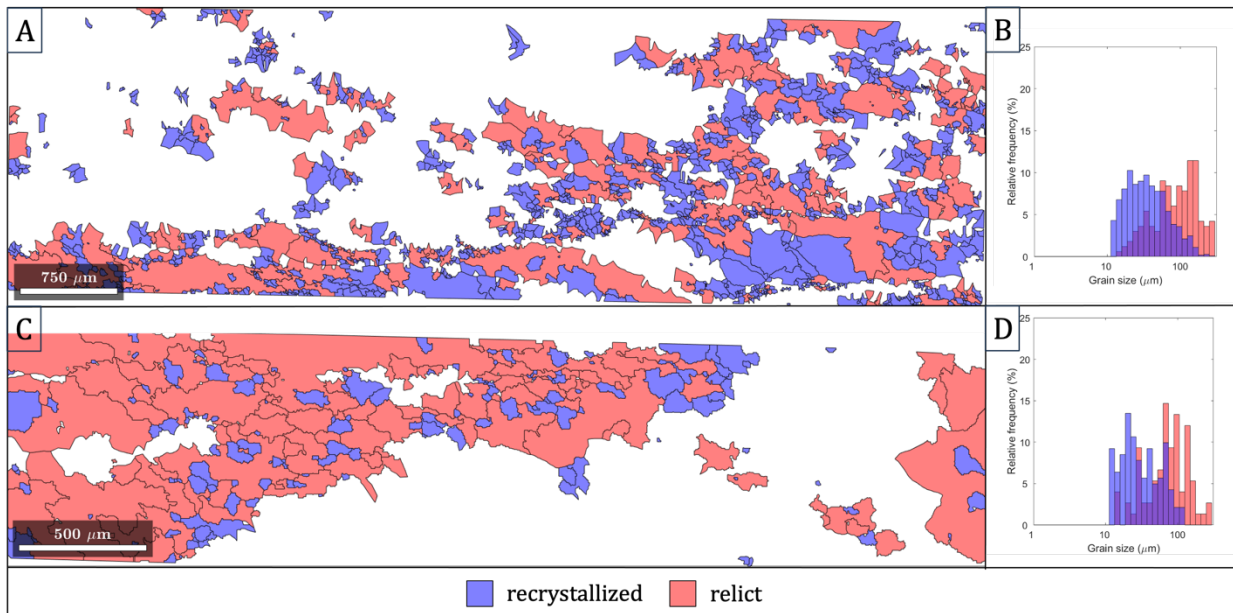 A
750 μm
B
Relative frequency (%)
25
20
15
10
5
0
1
10
100
Grain size (μm)
C
500 μm
D
Relative frequency (%)
25
20
15
10
5
0
1
10
100
Grain size (μm)
recrystallized
relict